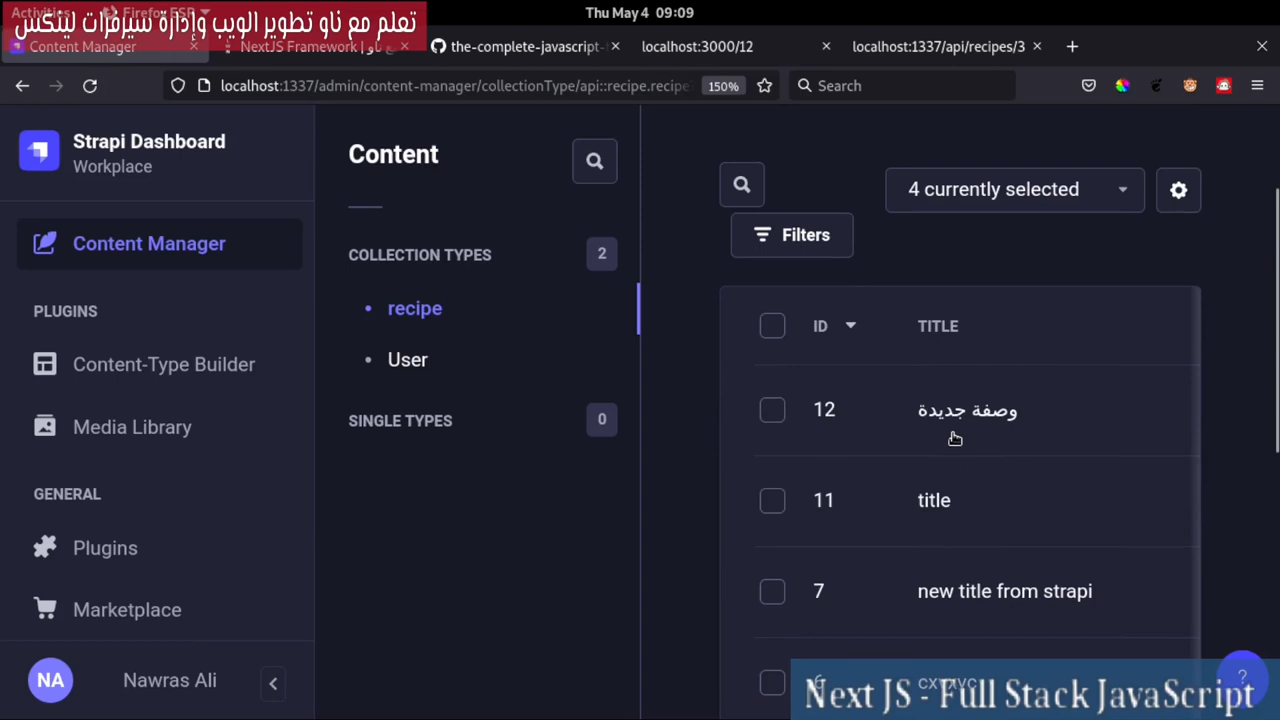 Activities
Firefox ESR
Thu May 4 09:09
تعلم مع ناو تطوير الويب وإدارة سيرفرات لينكس
Content Manager
NextJS Framework |
the-complete-javascript-
localhost:3000/12
localhost:1337/api/recipes/3
localhost:1337/admin/content-manager/collectionType/api::recipe.recipe
150%
Search
Strapi Dashboard
Workplace
Content Manager
PLUGINS
Content-Type Builder
Media Library
GENERAL
Plugins
Marketplace
NA
Nawras Ali
Content
COLLECTION TYPES
2
recipe
User
SINGLE TYPES
0
4 currently selected
Filters
ID
TITLE
12
وصفة جديدة
11
title
7
new title from strapi
?
Next JS - Full Stack JavaScript